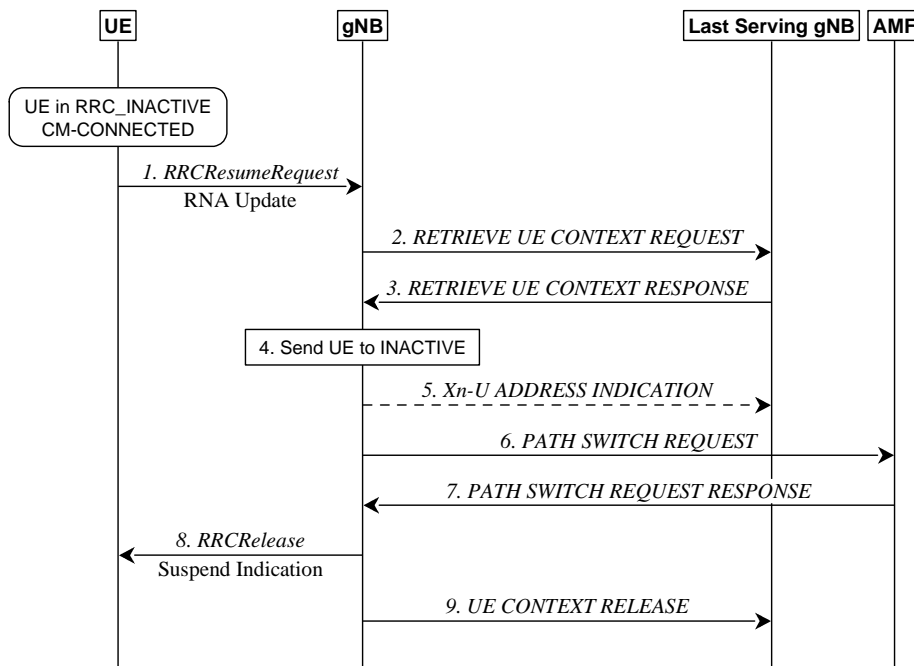 UE
gNB
Last Serving gNB
AMF
UE in RRC_INACTIVE
CM-CONNECTED
1. RRCResumeRequest
RNA Update
2. RETRIEVE UE CONTEXT REQUEST
3. RETRIEVE UE CONTEXT RESPONSE
4. Send UE to INACTIVE
5. Xn-U ADDRESS INDICATION
6. PATH SWITCH REQUEST
7. PATH SWITCH REQUEST RESPONSE
8. RRCRelease
Suspend Indication
9. UE CONTEXT RELEASE